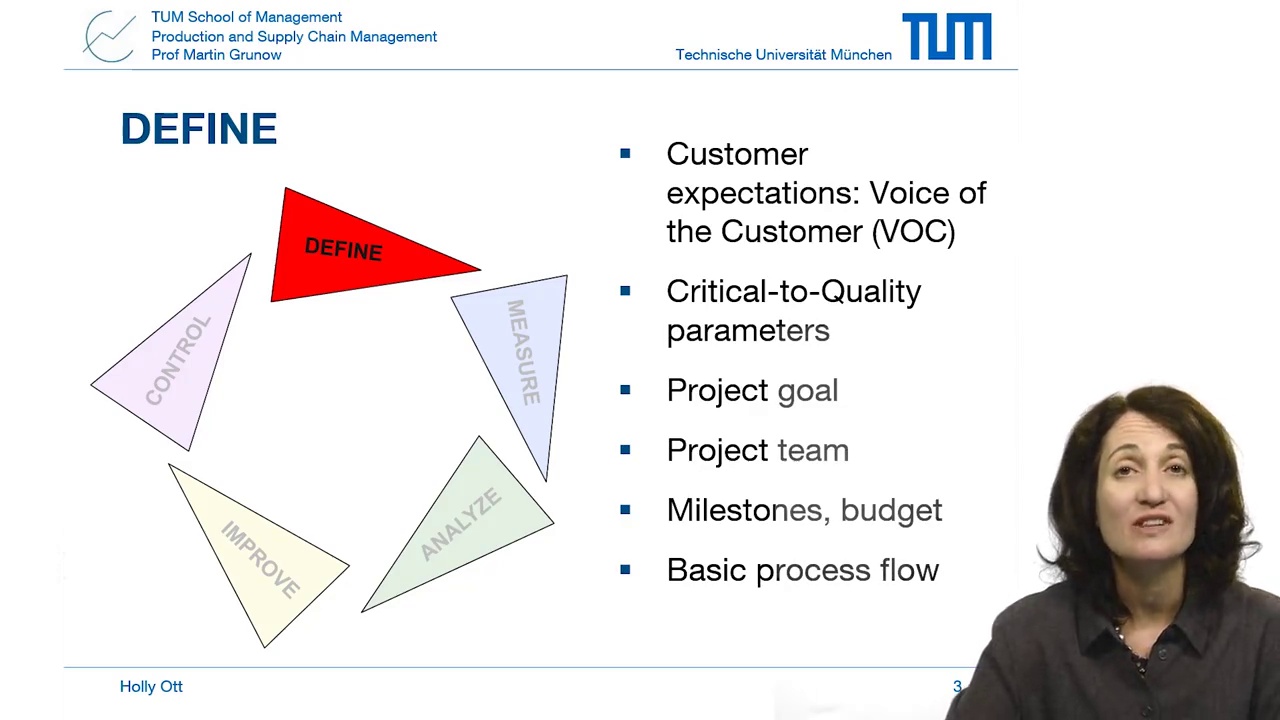 TUM School of Management
Production and Supply Chain Management
Prof Martin Grunow
Technische Universität München
TUM
DEFINE
DEFINE
MEASURE
ANALYZE
IMPROVE
CONTROL
Customer
expectations: Voice of
the Customer (VOC)
Critical-to-Quality
parameters
Project goal
Project team
Milestones, budget
Basic process flow
Holly Ott
3